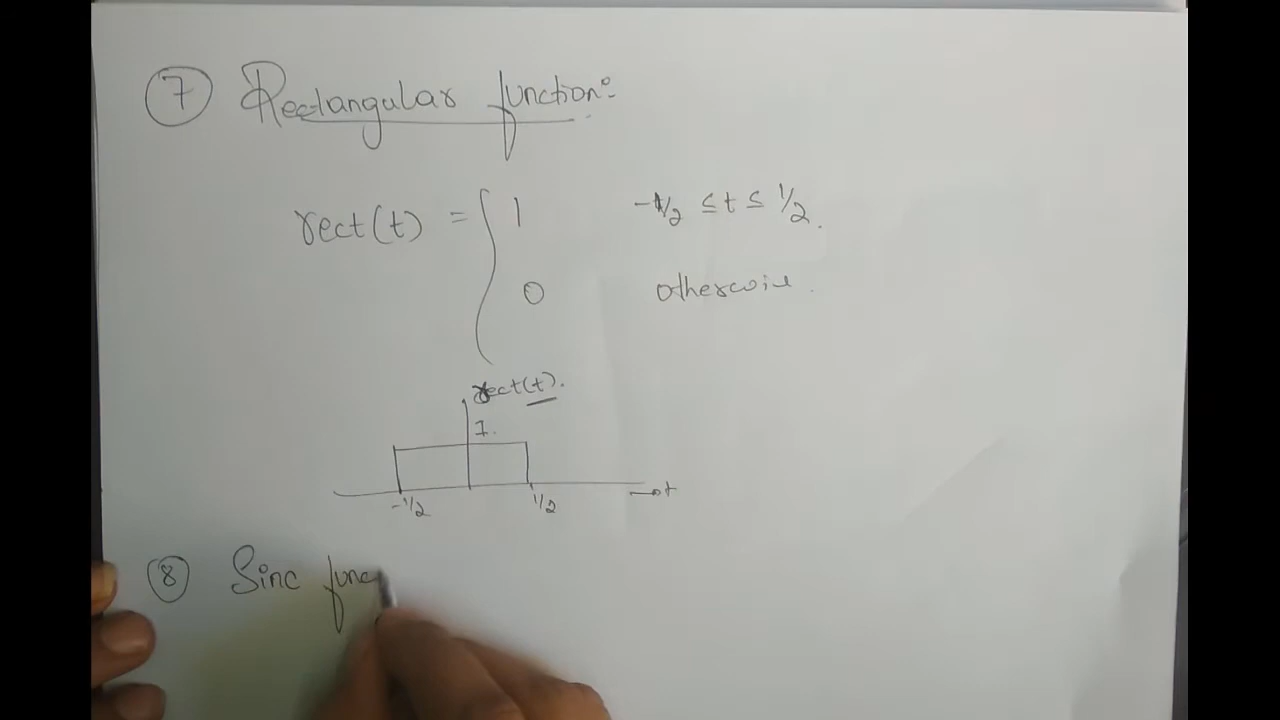 7 Rectangular function:-
rect(t) = { 1 -1/2 ≤ t ≤ 1/2.
0 otherwise.
rect(t).
1.
-1/2 1/2 → t
8 Sinc func